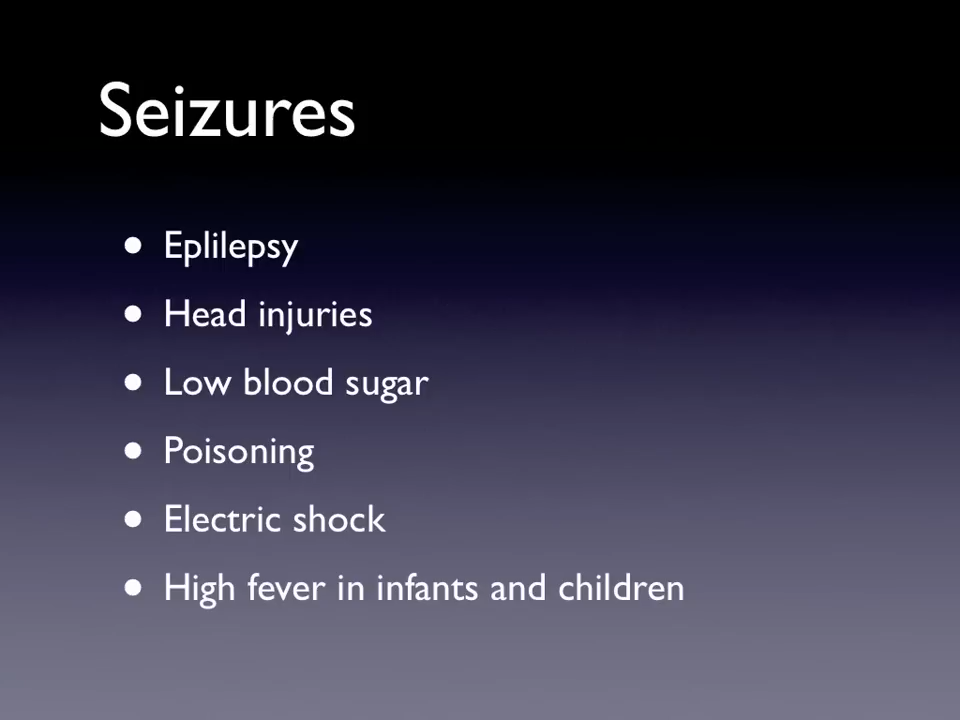 Seizures
• Eplilepsy
• Head injuries
• Low blood sugar
• Poisoning
• Electric shock
• High fever in infants and children